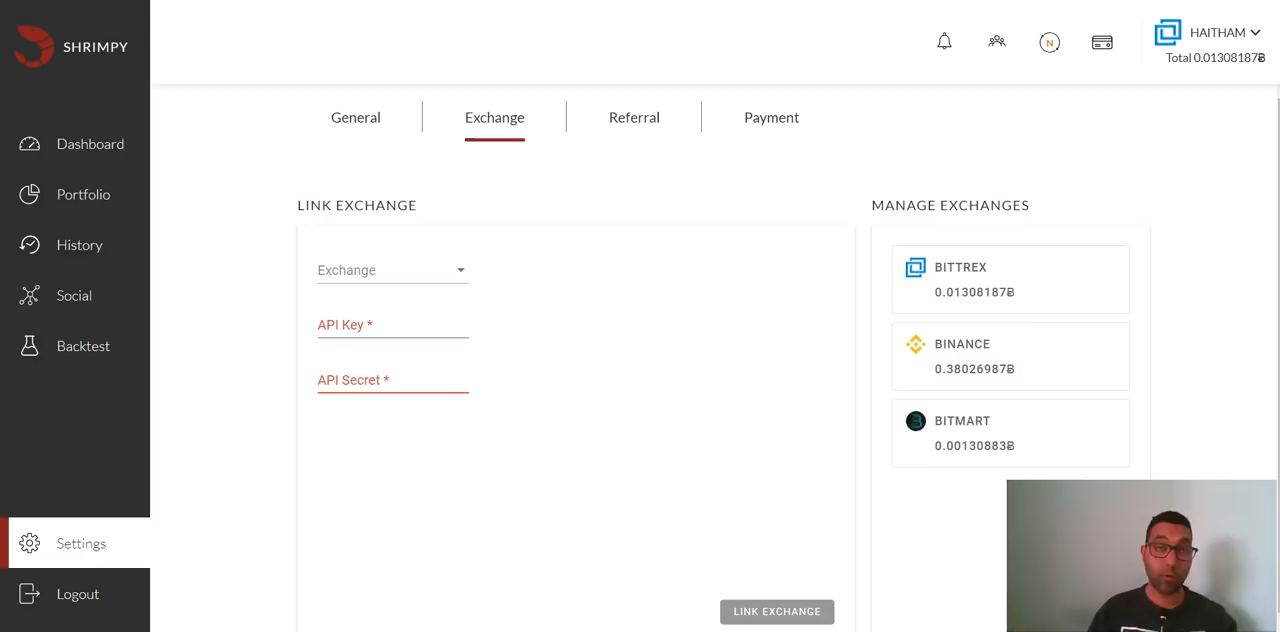 SHRIMPY
HAITHAM
Total 0.01308187Ƀ
N
General
Exchange
Referral
Payment
Dashboard
Portfolio
History
Social
Backtest
Settings
Logout
LINK EXCHANGE
Exchange
API Key *
API Secret *
LINK EXCHANGE
MANAGE EXCHANGES
BITTREX
0.01308187Ƀ
BINANCE
0.38026987Ƀ
BITMART
0.00130883Ƀ